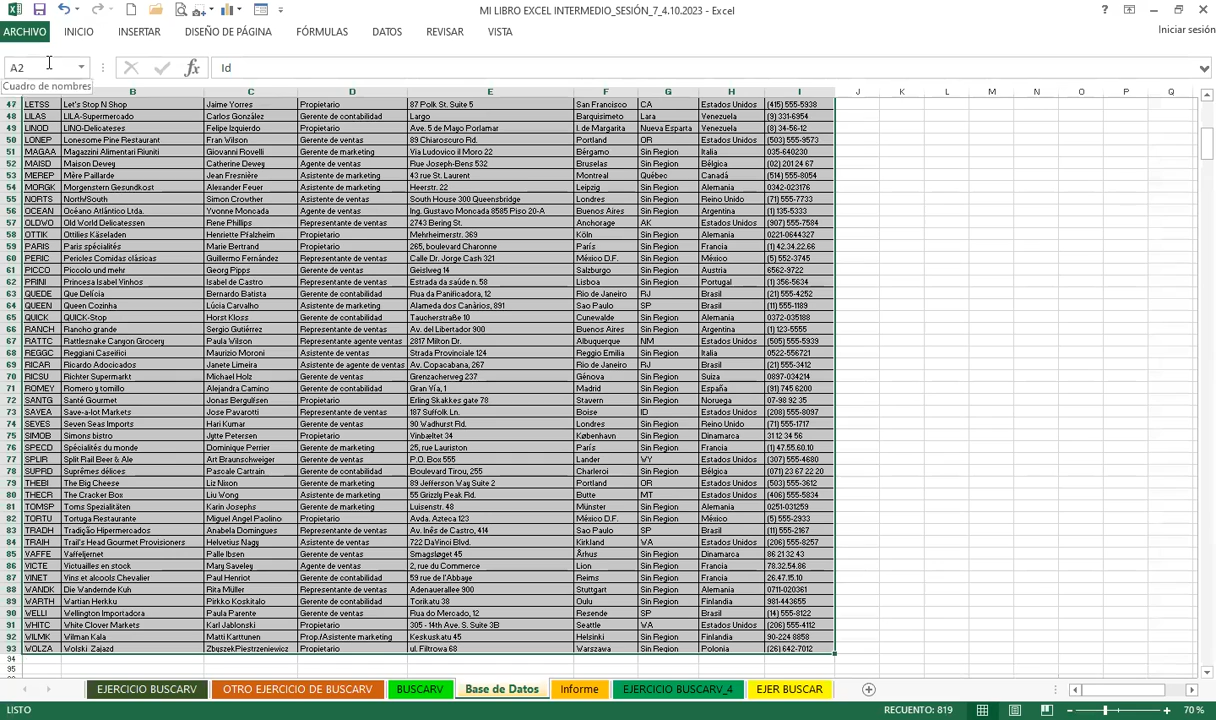 MI LIBRO EXCEL INTERMEDIO_SESIÓN_7_4.10.2023 - Excel
ARCHIVO INICIO INSERTAR DISEÑO DE PÁGINA FÓRMULAS DATOS REVISAR VISTA Iniciar sesión
A2 fx Id
Cuadro de nombres
B C D E F G H I J K L M N O P Q
47 LETSS Let's Stop N Shop Jaime Yorres Propietario 87 Polk St. Suite 5 San Francisco CA Estados Unidos (415) 555-5938
48 LILAS LILA-Supermercado Carlos González Gerente de contabilidad Largo Barquisimeto Lara Venezuela (9) 331-6954
49 LINOD LINO-Delicateses Felipe Izquierdo Propietario Ave. 5 de Mayo Porlamar I. de Margarita Nueva Esparta Venezuela (8) 34-56-12
50 LONEP Lonesome Pine Restaurant Fran Wilson Gerente de ventas 89 Chiaroscuro Rd. Portland OR Estados Unidos (503) 555-9573
51 MAGAA Magazzini Alimentari Riuniti Giovanni Rovelli Gerente de marketing Via Ludovico il Moro 22 Bérgamo Sin Region Italia 035-640230
52 MAISD Maison Dewey Catherine Dewey Agente de ventas Rue Joseph-Bens 532 Bruselas Sin Region Bélgica (02) 201 24 67
53 MEREP Mère Paillarde Jean Fresnière Asistente de marketing 43 rue St. Laurent Montreal Québec Canadá (514) 555-8054
54 MORGK Morgenstern Gesundkost Alexander Feuer Asistente de marketing Heerstr. 22 Leipzig Sin Region Alemania 0342-023176
55 NORTS North/South Simon Crowther Asistente de ventas South House 300 Queensbridge Londres Sin Region Reino Unido (71) 555-7733
56 OCEAN Océano Atlántico Ltda. Yvonne Moncada Agente de ventas Ing. Gustavo Moncada 8585 Piso 20-A Buenos Aires Sin Region Argentina (1) 135-5333
57 OLDWO Old World Delicatessen Rene Phillips Representante de ventas 2743 Bering St. Anchorage AK Estados Unidos (907) 555-7584
58 OTTIK Ottilies Käseladen Henriette Pfalzheim Propietario Mehrheimerstr. 369 Köln Sin Region Alemania 0221-0644327
59 PARIS Paris spécialités Marie Bertrand Propietario 265, boulevard Charonne París Sin Region Francia (1) 42.34.22.66
60 PERIC Pericles Comidas clásicas Guillermo Fernández Representante de ventas Calle Dr. Jorge Cash 321 México D.F. Sin Region México (5) 552-3745
61 PICCO Piccolo und mehr Georg Pipps Gerente de ventas Geislweg 14 Salzburgo Sin Region Austria 6562-9722
62 PRINI Princesa Isabel Vinhos Isabel de Castro Representante de ventas Estrada da saúde n. 58 Lisboa Sin Region Portugal (1) 356-5634
63 QUEDE Que Delícia Bernardo Batista Gerente de contabilidad Rua da Panificadora, 12 Rio de Janeiro RJ Brasil (21) 555-4252
64 QUEEN Queen Cozinha Lúcia Carvalho Asistente de marketing Alameda dos Canàrios, 891 Sao Paulo SP Brasil (11) 555-1189
65 QUICK QUICK-Stop Horst Kloss Gerente de contabilidad Taucherstraße 10 Cunewalde Sin Region Alemania 0372-035188
66 RANCH Rancho grande Sergio Gutiérrez Representante de ventas Av. del Libertador 900 Buenos Aires Sin Region Argentina (1) 123-5555
67 RATTC Rattlesnake Canyon Grocery Paula Wilson Representante agente ventas 2817 Milton Dr. Albuquerque NM Estados Unidos (505) 555-5939
68 REGGC Reggiani Caseifici Maurizio Moroni Asistente de ventas Strada Provinciale 124 Reggio Emilia Sin Region Italia 0522-556721
69 RICAR Ricardo Adocicados Janete Limeira Asistente de agente de ventas Av. Copacabana, 267 Rio de Janeiro RJ Brasil (21) 555-3412
70 RICSU Richter Supermarkt Michael Holz Gerente de ventas Grenzacherweg 237 Génova Sin Region Suiza 0897-034214
71 ROMEY Romero y tomillo Alejandra Camino Gerente de contabilidad Gran Vía, 1 Madrid Sin Region España (91) 745 6200
72 SANTG Santé Gourmet Jonas Bergulfsen Propietario Erling Skakkes gate 78 Stavern Sin Region Noruega 07-98 92 35
73 SAVEA Save-a-lot Markets Jose Pavarotti Representante de ventas 187 Suffolk Ln. Boise ID Estados Unidos (208) 555-8097
74 SEVES Seven Seas Imports Hari Kumar Gerente de ventas 90 Wadhurst Rd. Londres Sin Region Reino Unido (71) 555-1717
75 SIMOB Simons bistro Jytte Petersen Propietario Vinbæltet 34 København Sin Region Dinamarca 31 12 34 56
76 SPECD Spécialités du monde Dominique Perrier Gerente de marketing 25, rue Lauriston París Sin Region Francia (1) 47.55.60.10
77 SPLIR Split Rail Beer & Ale Art Braunschweiger Gerente de ventas P.O. Box 555 Lander WY Estados Unidos (307) 555-4680
78 SUPRD Suprêmes délices Pascale Cartrain Gerente de contabilidad Boulevard Tirou, 255 Charleroi Sin Region Bélgica (071) 23 67 22 20
79 THEBI The Big Cheese Liz Nixon Gerente de marketing 89 Jefferson Way Suite 2 Portland OR Estados Unidos (503) 555-3612
80 THECR The Cracker Box Liu Wong Asistente de marketing 55 Grizzly Peak Rd. Butte MT Estados Unidos (406) 555-5834
81 TOMSP Toms Spezialitäten Karin Josephs Gerente de marketing Luisenstr. 48 Münster Sin Region Alemania 0251-031259
82 TORTU Tortuga Restaurante Miguel Angel Paolino Propietario Avda. Azteca 123 México D.F. Sin Region México (5) 555-2933
83 TRADH Tradição Hipermercados Anabela Domingues Representante de ventas Av. Inês de Castro, 414 Sao Paulo SP Brasil (11) 555-2167
84 TRAIH Trail's Head Gourmet Provisioners Helvetius Nagy Asistente de ventas 722 DaVinci Blvd. Kirkland WA Estados Unidos (206) 555-8257
85 VAFFE Vaffeljernet Palle Ibsen Gerente de ventas Smagsløget 45 Århus Sin Region Dinamarca 86 21 32 43
86 VICTE Victuailles en stock Mary Saveley Agente de ventas 2, rue du Commerce Lion Sin Region Francia 78.32.54.86
87 VINET Vins et alcools Chevalier Paul Henriot Gerente de contabilidad 59 rue de l'Abbaye Reims Sin Region Francia 26.47.15.10
88 WANDK Die Wandernde Kuh Rita Müller Representante de ventas Adenauerallee 900 Stuttgart Sin Region Alemania 0711-020361
89 WARTH Wartian Herkku Pirkko Koskitalo Gerente de contabilidad Torikatu 38 Oulu Sin Region Finlandia 981-443655
90 WELLI Wellington Importadora Paula Parente Gerente de ventas Rua do Mercado, 12 Resende SP Brasil (14) 555-8122
91 WHITC White Clover Markets Karl Jablonski Propietario 305 - 14th Ave. S. Suite 3B Seattle WA Estados Unidos (206) 555-4112
92 WILMK Wilman Kala Matti Karttunen Prop./Asistente marketing Keskuskatu 45 Helsinki Sin Region Finlandia 90-224 8858
93 WOLZA Wolski Zajazd ZbyszekPiestrzeniewicz Propietario ul. Filtrowa 68 Warszawa Sin Region Polonia (26) 642-7012
94
95
EJERCICIO BUSCARV OTRO EJERCICIO DE BUSCARV BUSCARV Base de Datos Informe EJERCICIO BUSCARV_4 EJER BUSCAR
LISTO RECUENTO: 819 70 %